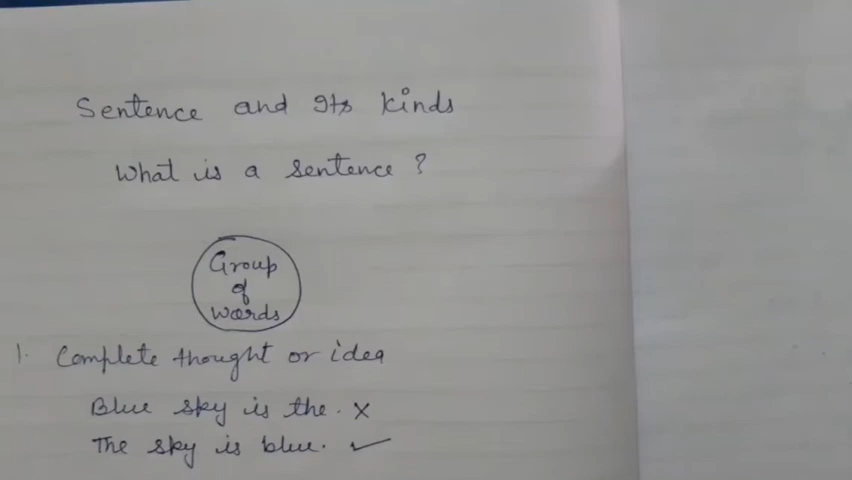 Sentence and Its kinds
What is a sentence?
Group
of
words
1. Complete thought or idea
Blue sky is the. ×
The sky is blue. ✓